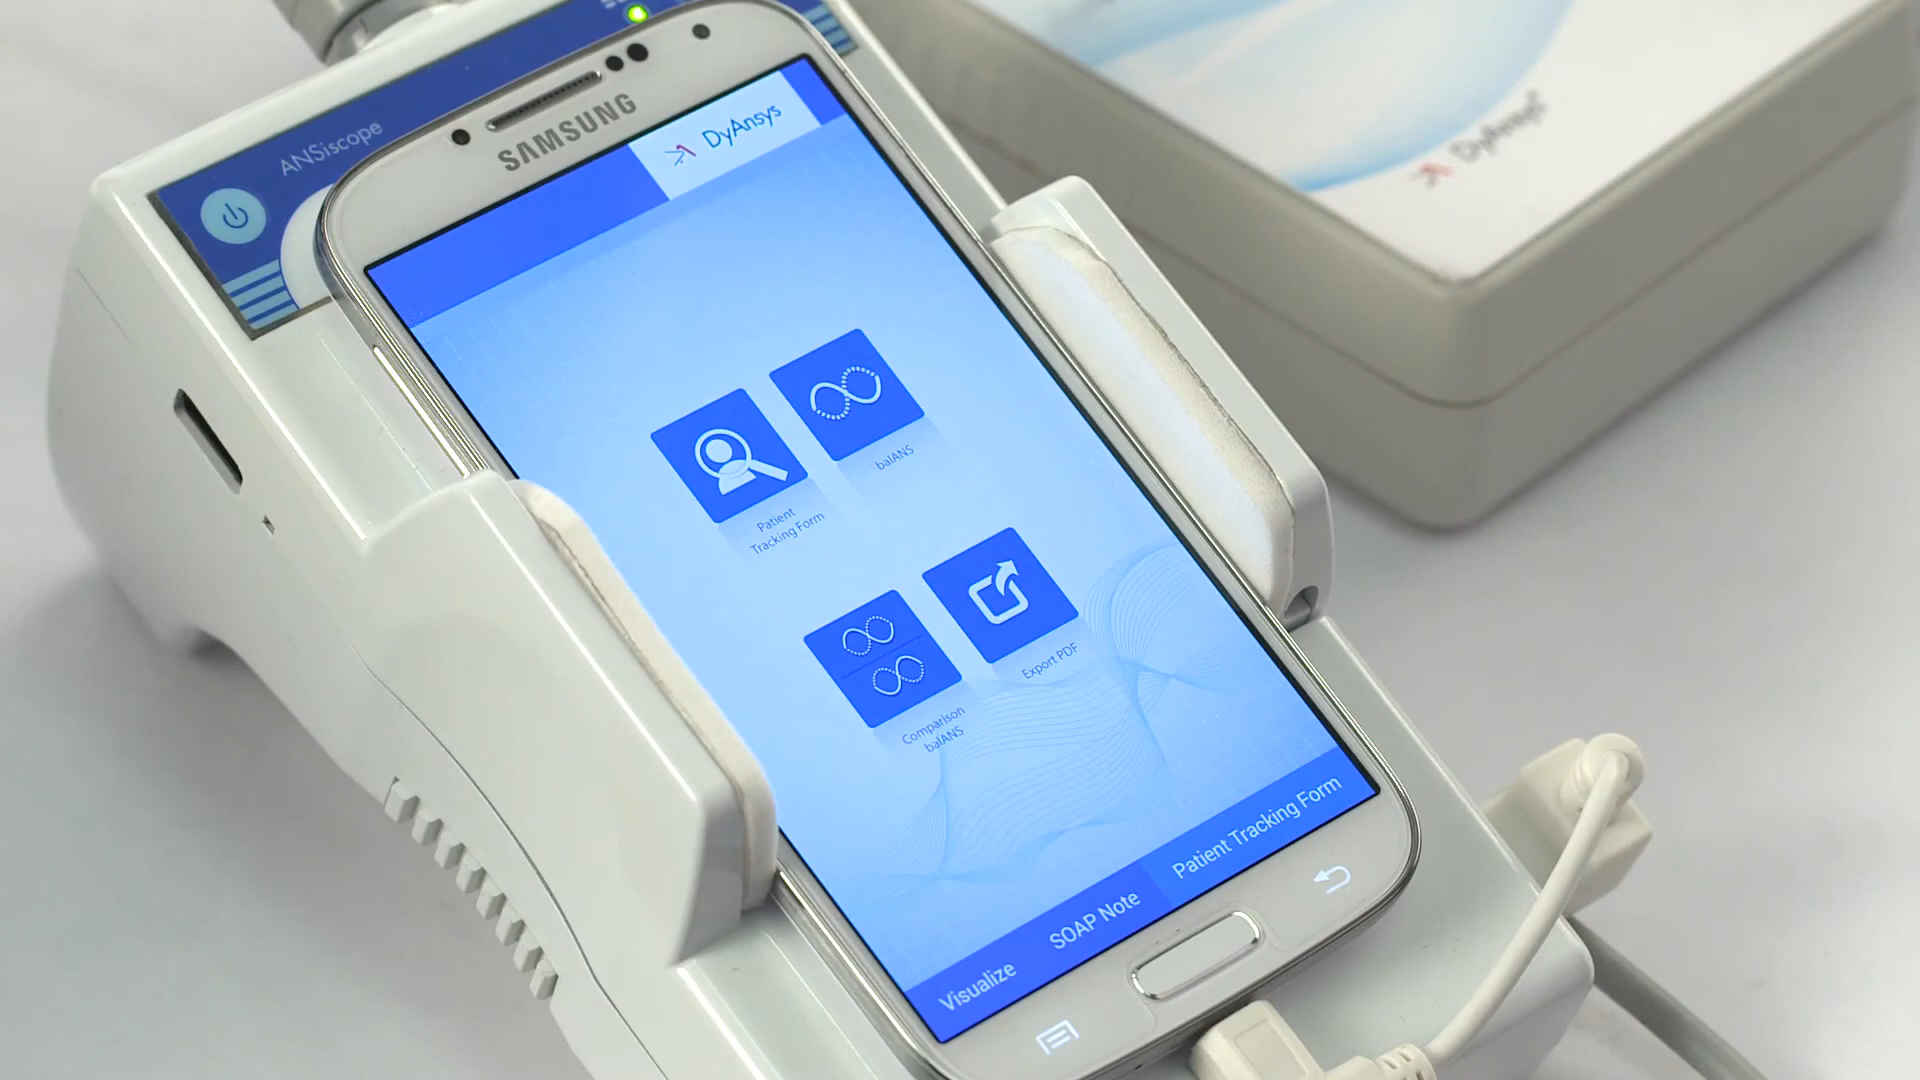 ANSiscope
SAMSUNG
DyAnsys
DyAnsys
Patient
Tracking Form
balANS
Comparison
balANS
Export PDF
Visualize
SOAP Note
Patient Tracking Form